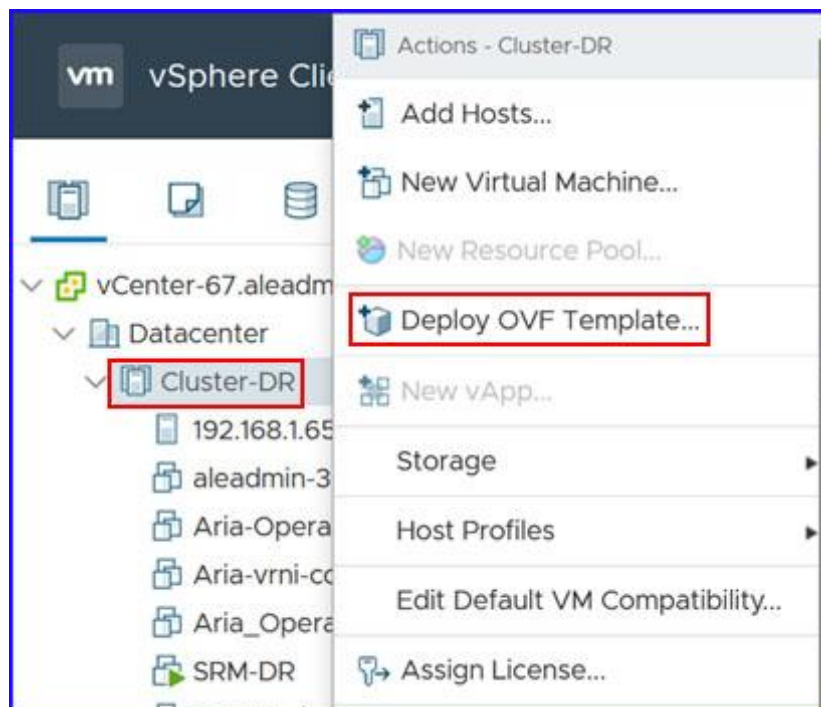 vm vSphere Clie
vCenter-67.aleadm
Datacenter
Cluster-DR
192.168.1.65
aleadmin-3
Aria-Opera
Aria-vrni-co
Aria_Opera
SRM-DR
Actions - Cluster-DR
Add Hosts...
New Virtual Machine...
New Resource Pool...
Deploy OVF Template...
New vApp...
Storage
Host Profiles
Edit Default VM Compatibility...
Assign License...